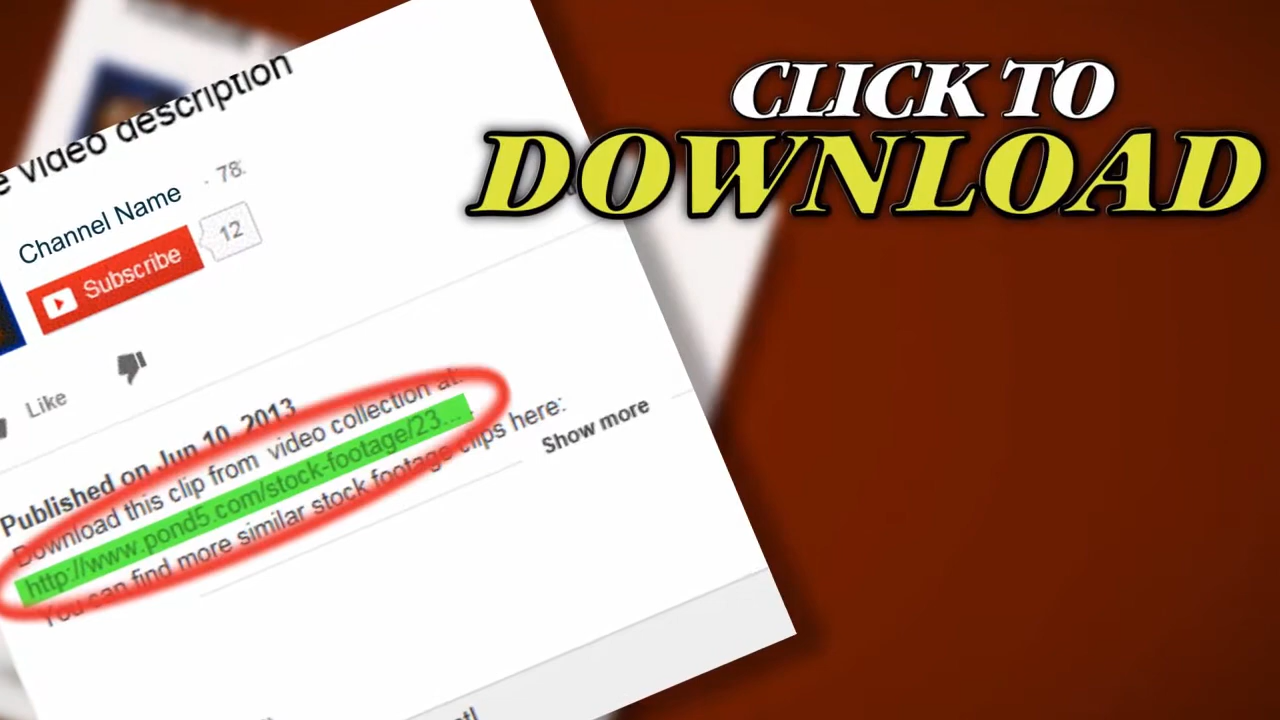 CLICK TO
DOWNLOAD
video description
Channel Name
Subscribe
12
Like
Published on Jun 10, 2013
Download this clip from video collection at:
http://www.pond5.com/stock-footage/23...
You can find more similar stock footage clips here:
Show more